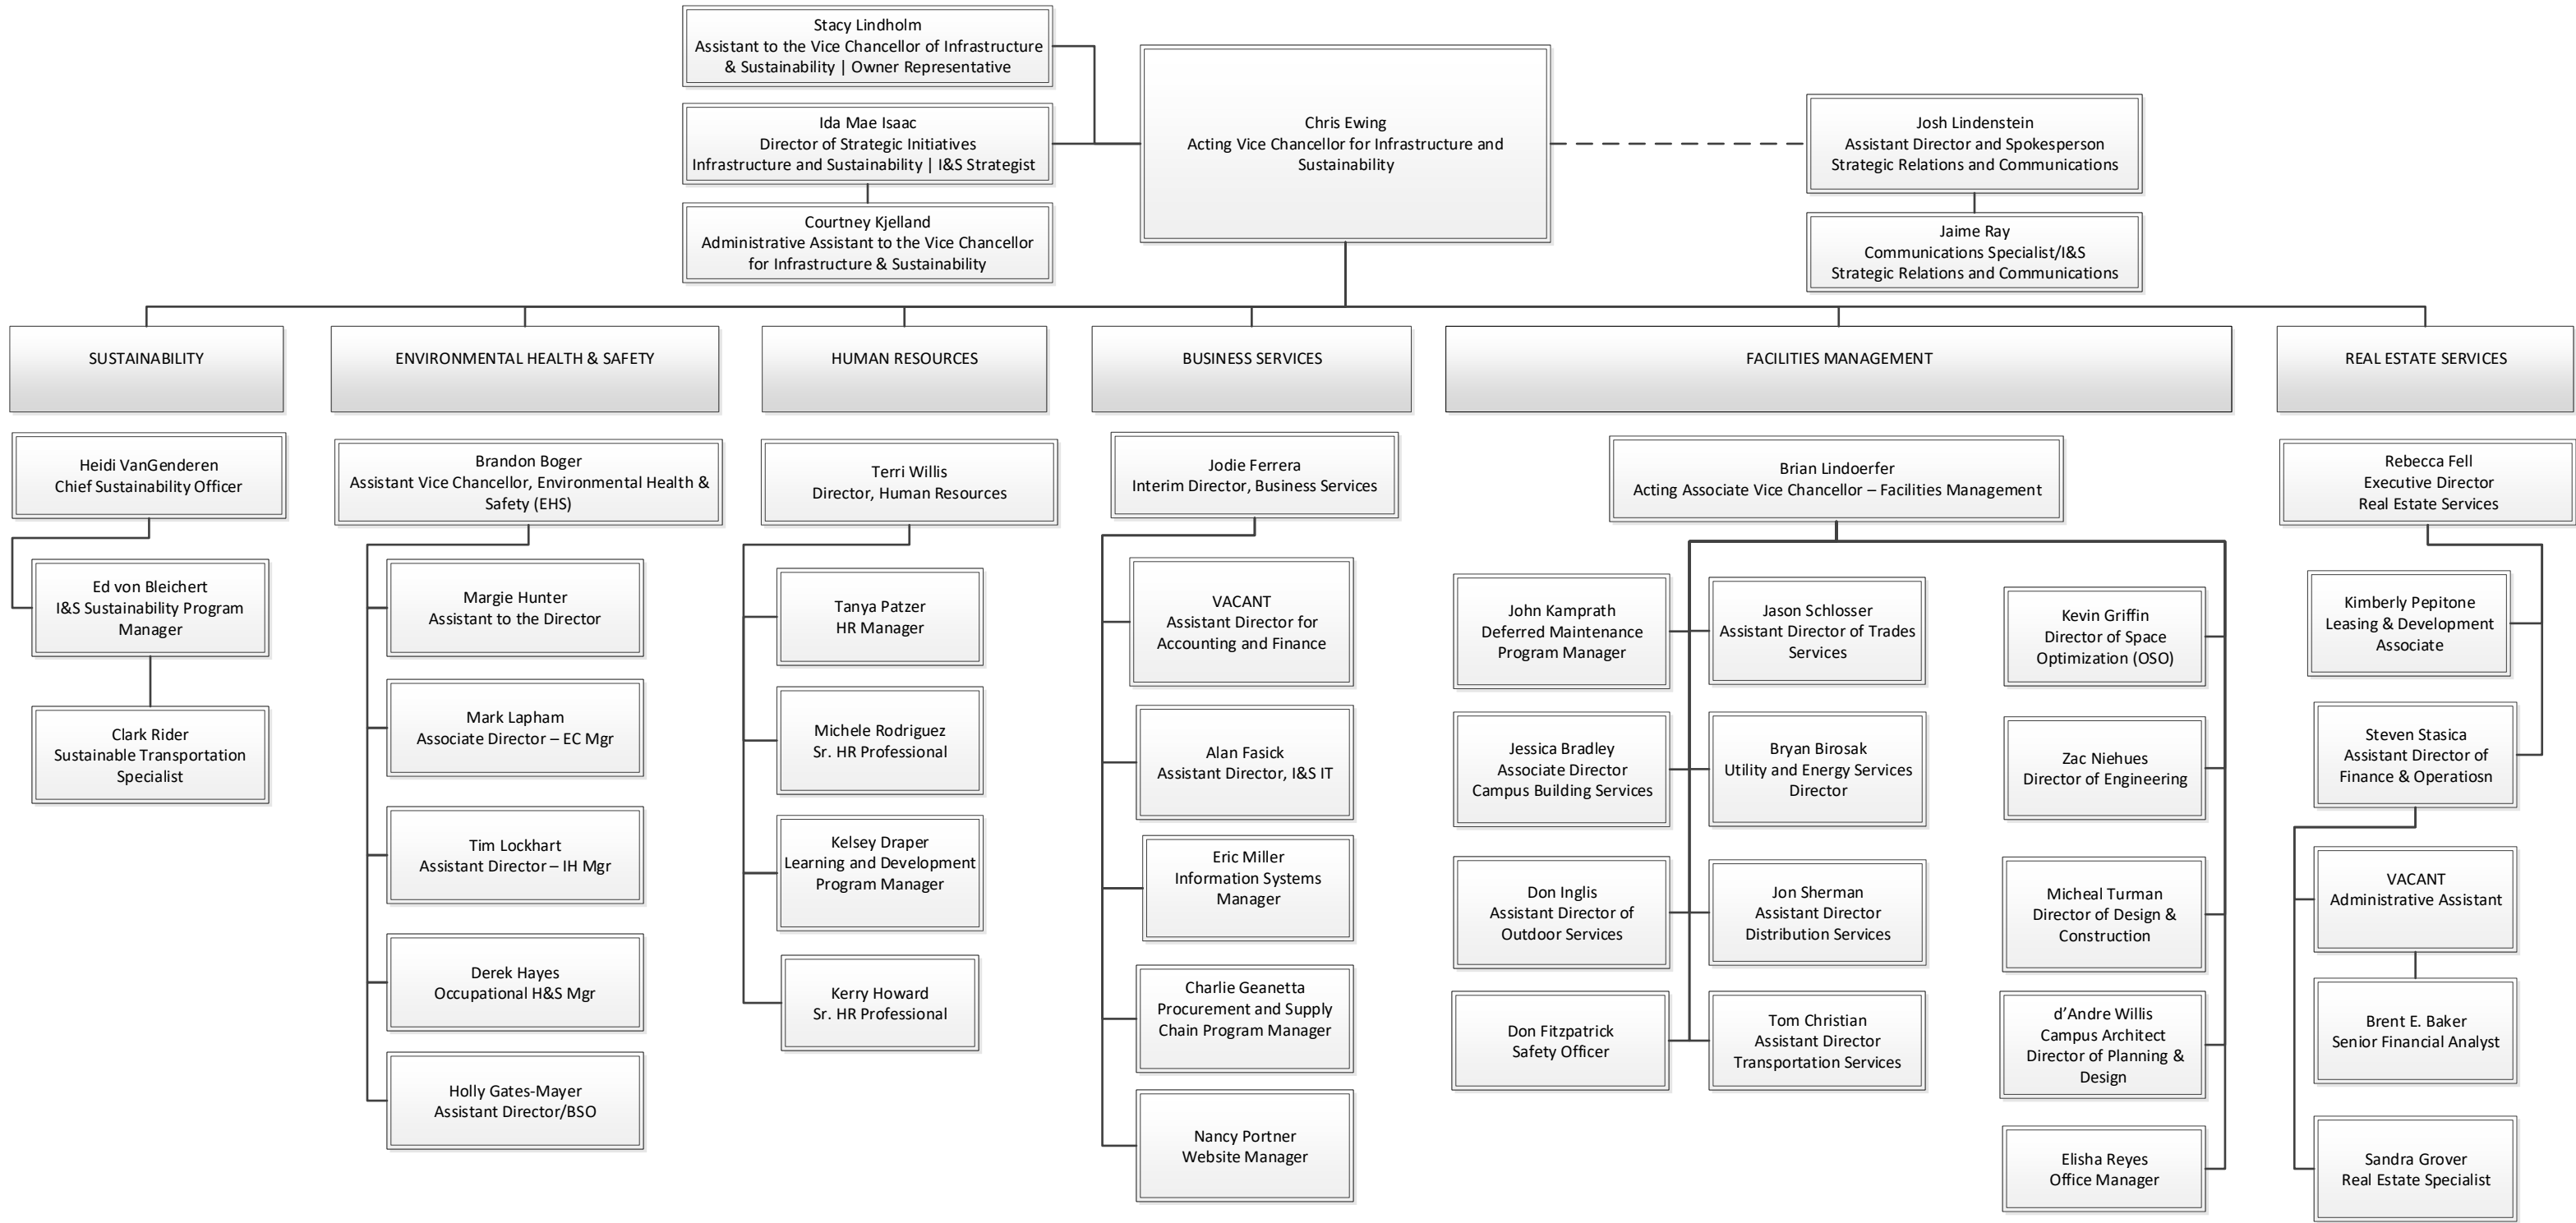 Stacy Lindholm
Assistant to the Vice Chancellor of Infrastructure
& Sustainability | Owner Representative
Ida Mae Isaac
Director of Strategic Initiatives
Infrastructure and Sustainability | I&S Strategist
Courtney Kjelland
Administrative Assistant to the Vice Chancellor
for Infrastructure & Sustainability
Chris Ewing
Acting Vice Chancellor for Infrastructure and
Sustainability
Josh Lindenstein
Assistant Director and Spokesperson
Strategic Relations and Communications
Jaime Ray
Communications Specialist/I&S
Strategic Relations and Communications
SUSTAINABILITY
Heidi VanGenderen
Chief Sustainability Officer
Ed von Bleichert
I&S Sustainability Program
Manager
Clark Rider
Sustainable Transportation
Specialist
ENVIRONMENTAL HEALTH & SAFETY
Brandon Boger
Assistant Vice Chancellor, Environmental Health &
Safety (EHS)
Margie Hunter
Assistant to the Director
Mark Lapham
Associate Director – EC Mgr
Tim Lockhart
Assistant Director – IH Mgr
Derek Hayes
Occupational H&S Mgr
Holly Gates-Mayer
Assistant Director/BSO
HUMAN RESOURCES
Terri Willis
Director, Human Resources
Tanya Patzer
HR Manager
Michele Rodriguez
Sr. HR Professional
Kelsey Draper
Learning and Development
Program Manager
Kerry Howard
Sr. HR Professional
BUSINESS SERVICES
Jodie Ferrera
Interim Director, Business Services
VACANT
Assistant Director for
Accounting and Finance
Alan Fasick
Assistant Director, I&S IT
Eric Miller
Information Systems
Manager
Charlie Geanetta
Procurement and Supply
Chain Program Manager
Nancy Portner
Website Manager
FACILITIES MANAGEMENT
Brian Lindoerfer
Acting Associate Vice Chancellor – Facilities Management
John Kamprath
Deferred Maintenance
Program Manager
Jessica Bradley
Associate Director
Campus Building Services
Don Inglis
Assistant Director of
Outdoor Services
Don Fitzpatrick
Safety Officer
Jason Schlosser
Assistant Director of Trades
Services
Bryan Birosak
Utility and Energy Services
Director
Jon Sherman
Assistant Director
Distribution Services
Tom Christian
Assistant Director
Transportation Services
Kevin Griffin
Director of Space
Optimization (OSO)
Zac Niehues
Director of Engineering
Micheal Turman
Director of Design &
Construction
d’Andre Willis
Campus Architect
Director of Planning &
Design
Elisha Reyes
Office Manager
REAL ESTATE SERVICES
Rebecca Fell
Executive Director
Real Estate Services
Kimberly Pepitone
Leasing & Development
Associate
Steven Stasica
Assistant Director of
Finance & Operatiosn
VACANT
Administrative Assistant
Brent E. Baker
Senior Financial Analyst
Sandra Grover
Real Estate Specialist